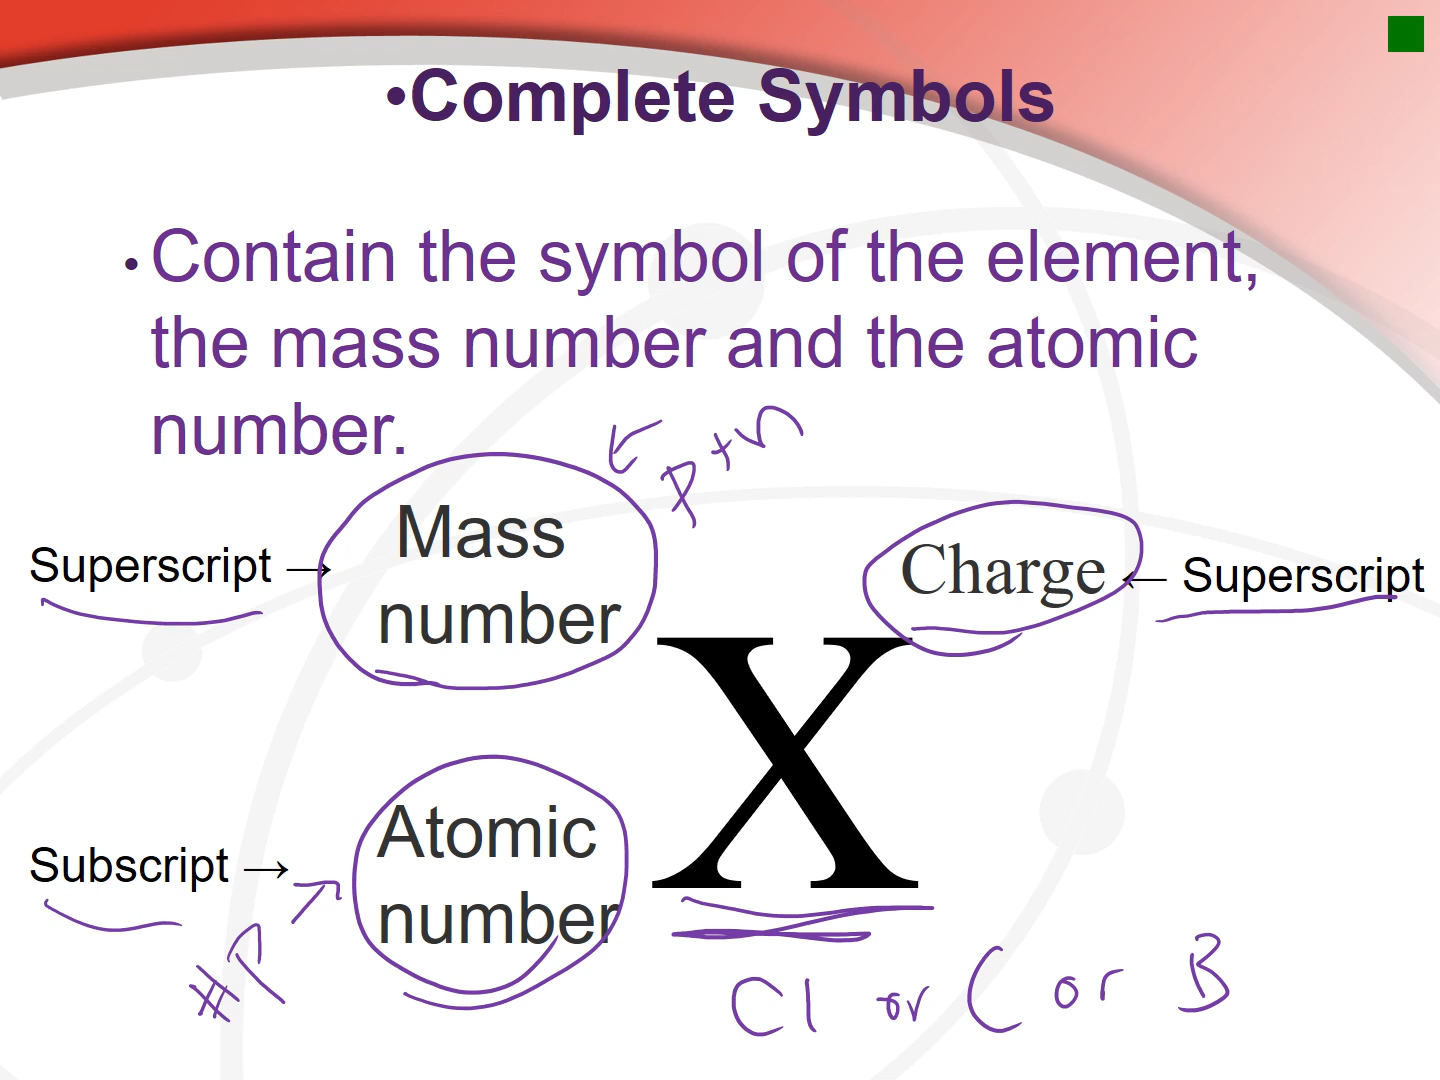 •Complete Symbols
• Contain the symbol of the element,
the mass number and the atomic
number.
p+n
Superscript → Mass number
Charge ← Superscript
X
Subscript → Atomic number
#P
Cl or C or B